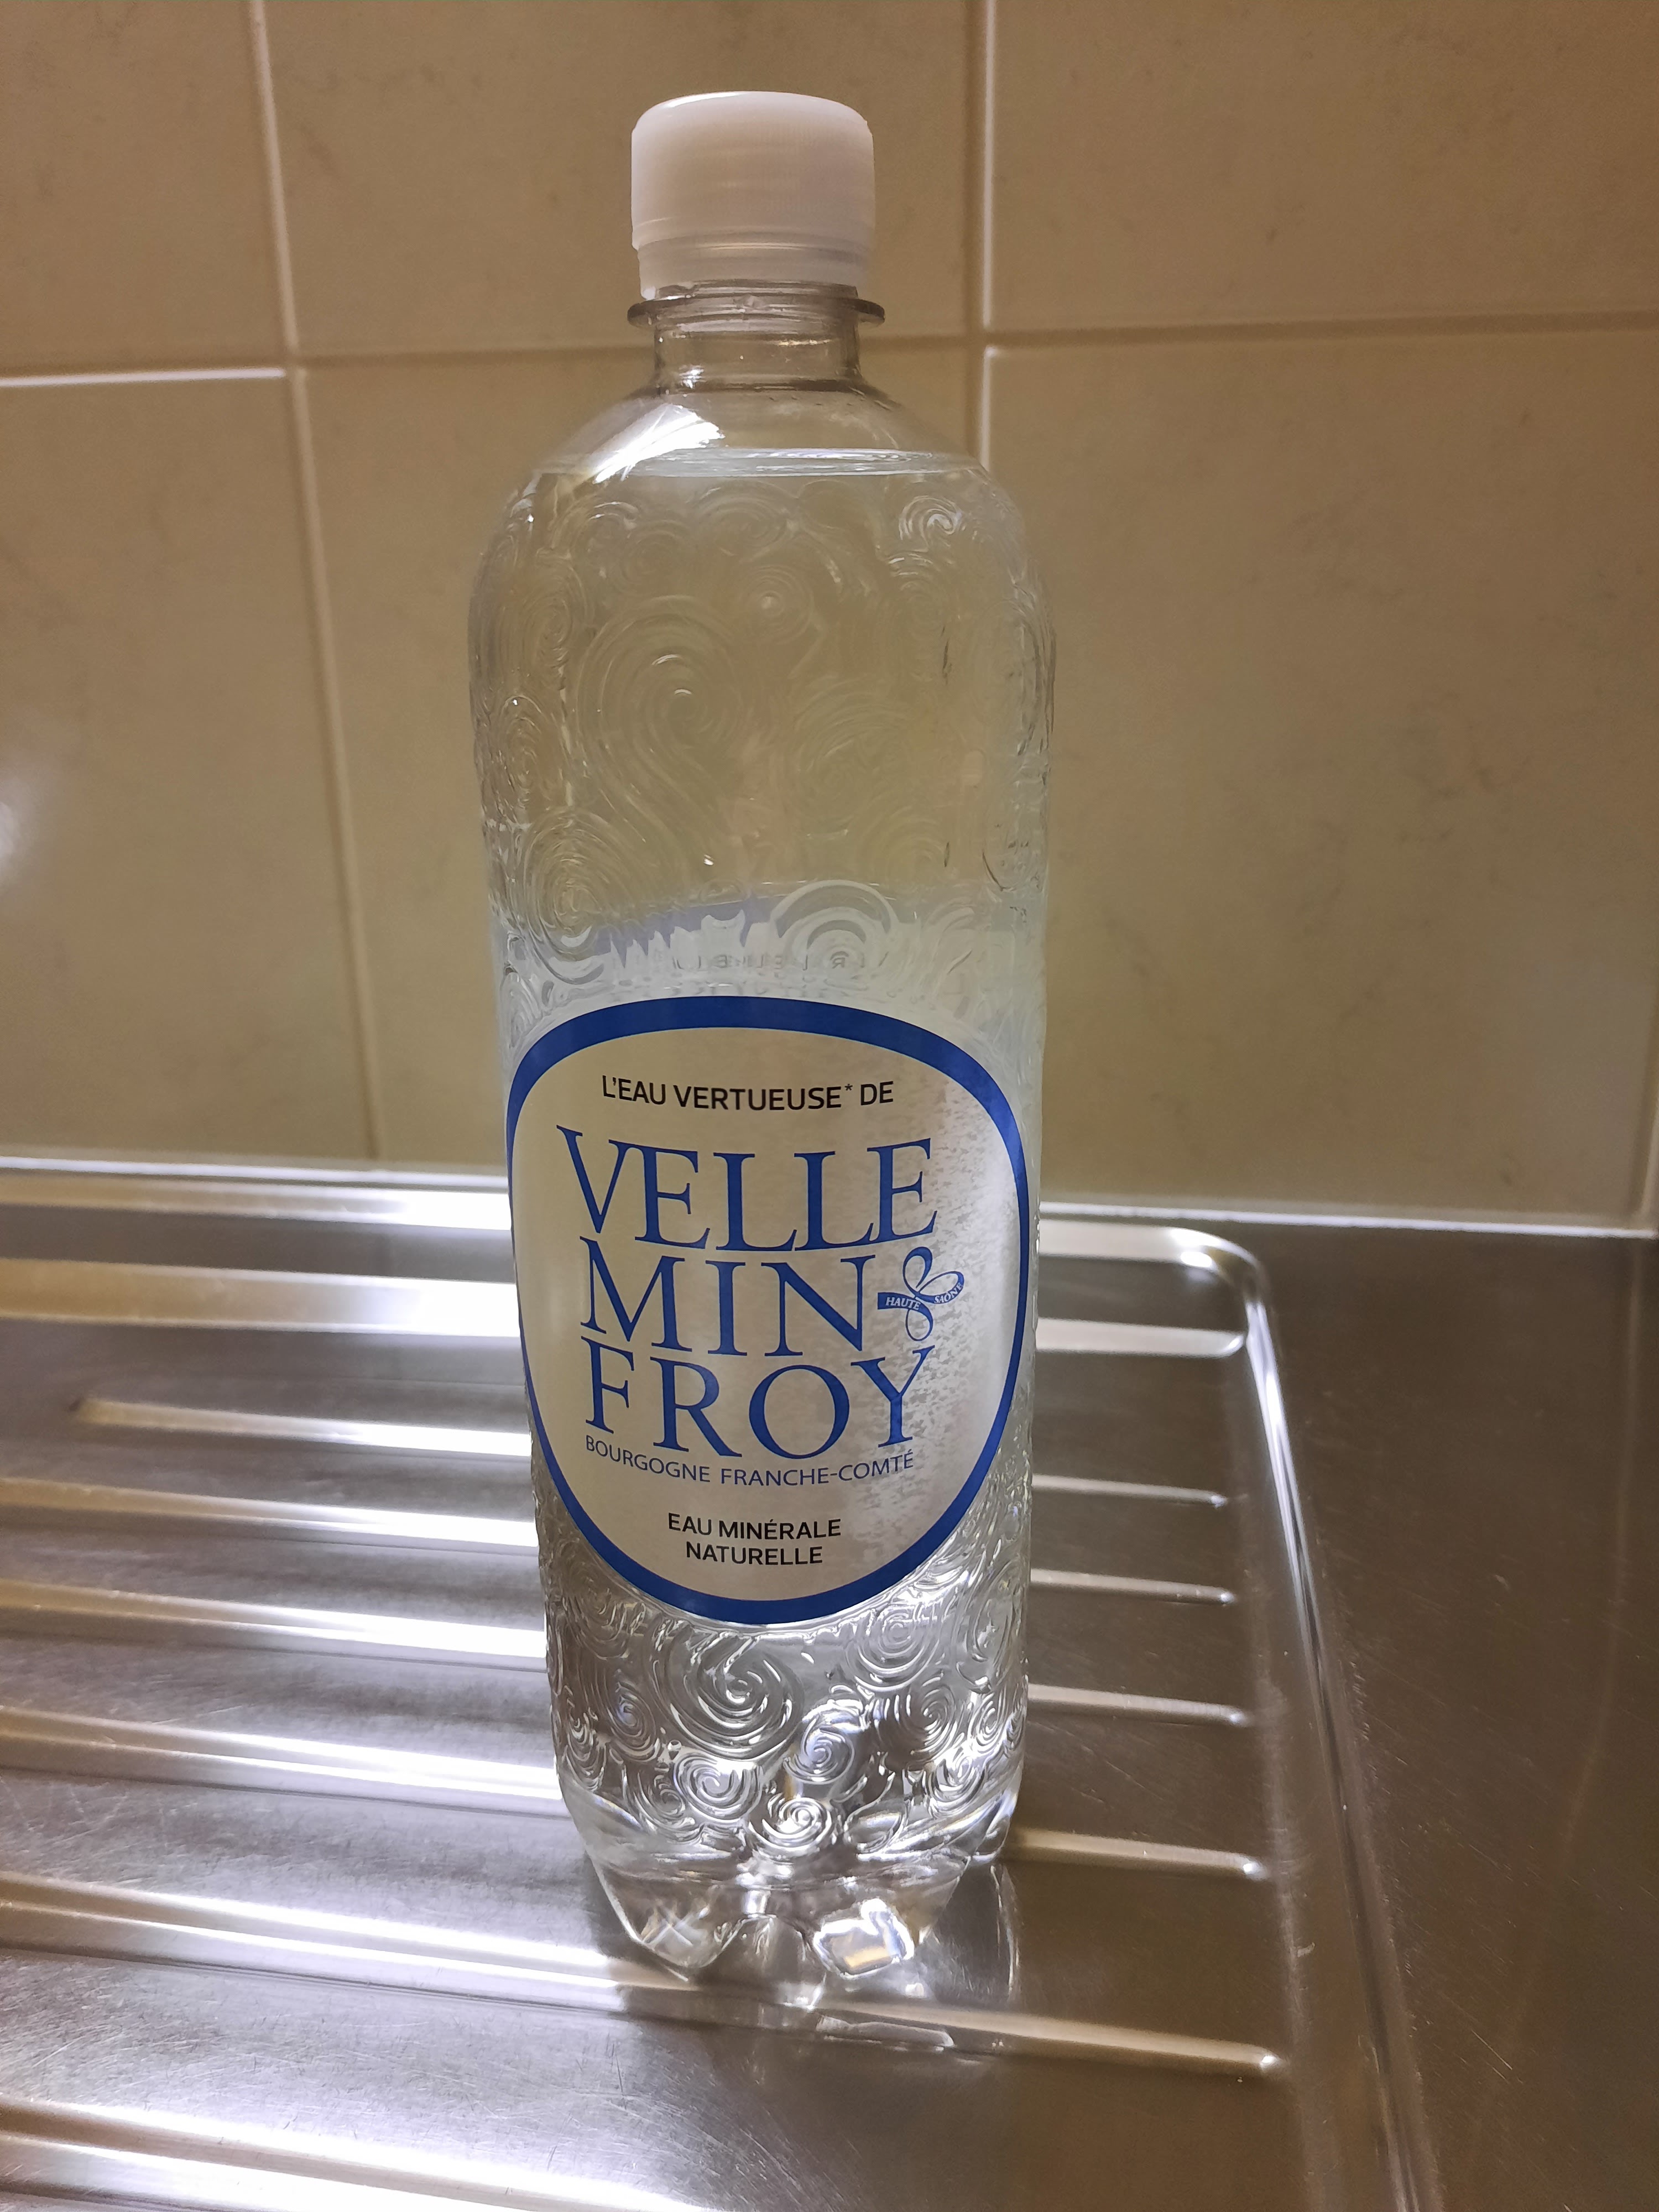 L'EAU VERTUEUSE* DE
VELLE
MIN
HAUTE SAÔNE
FROY
BOURGOGNE FRANCHE-COMTÉ
EAU MINÉRALE
NATURELLE